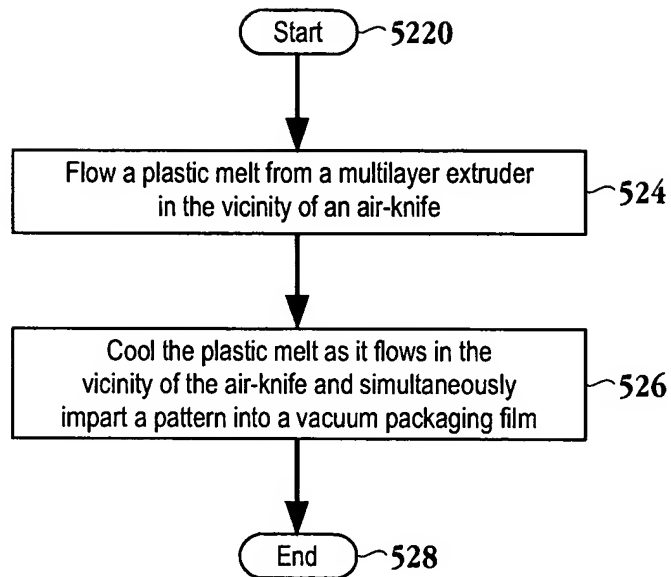 Start 5220
Flow a plastic melt from a multilayer extruder
in the vicinity of an air-knife
524
Cool the plastic melt as it flows in the
vicinity of the air-knife and simultaneously
impart a pattern into a vacuum packaging film
526
End 528